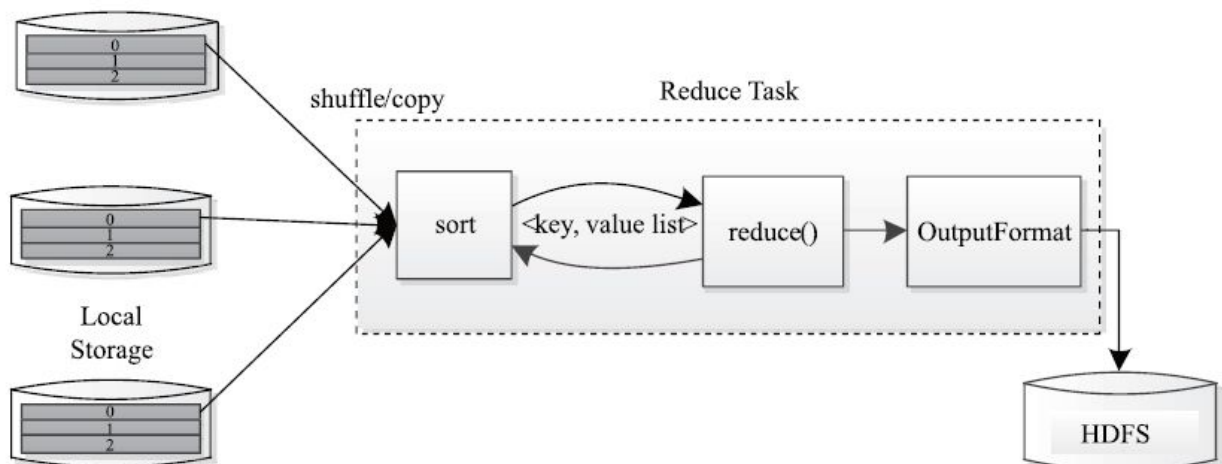 0
1
2
shuffle/copy
Reduce Task
0
1
2
sort
<key, value list>
reduce()
OutputFormat
Local
Storage
0
1
2
HDFS